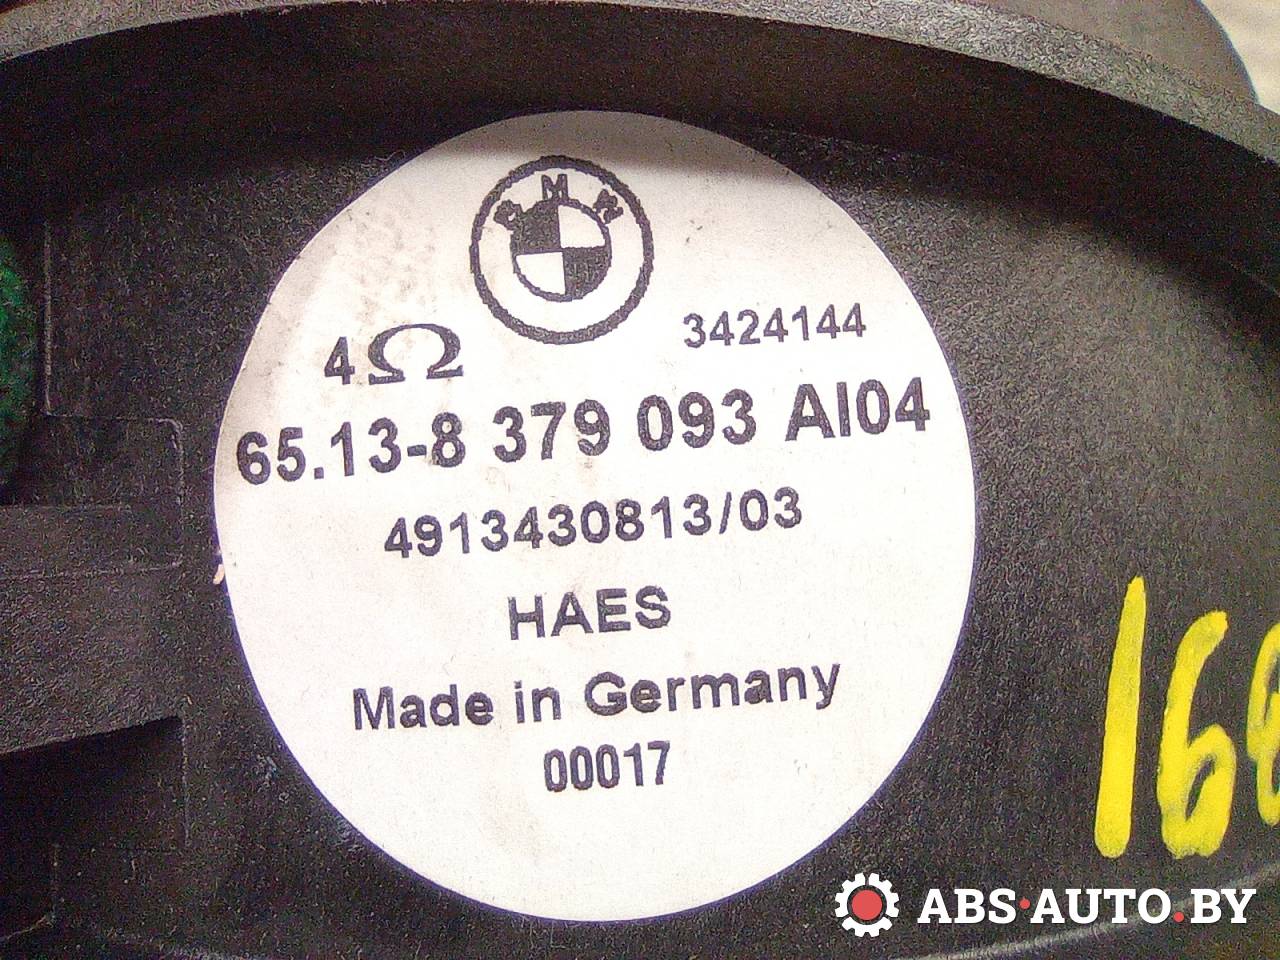 BMW
3424144
4Ω
65.13-8 379 093 AI04
4913430813/03
HAES
Made in Germany
00017
16
ABS·AUTO.BY